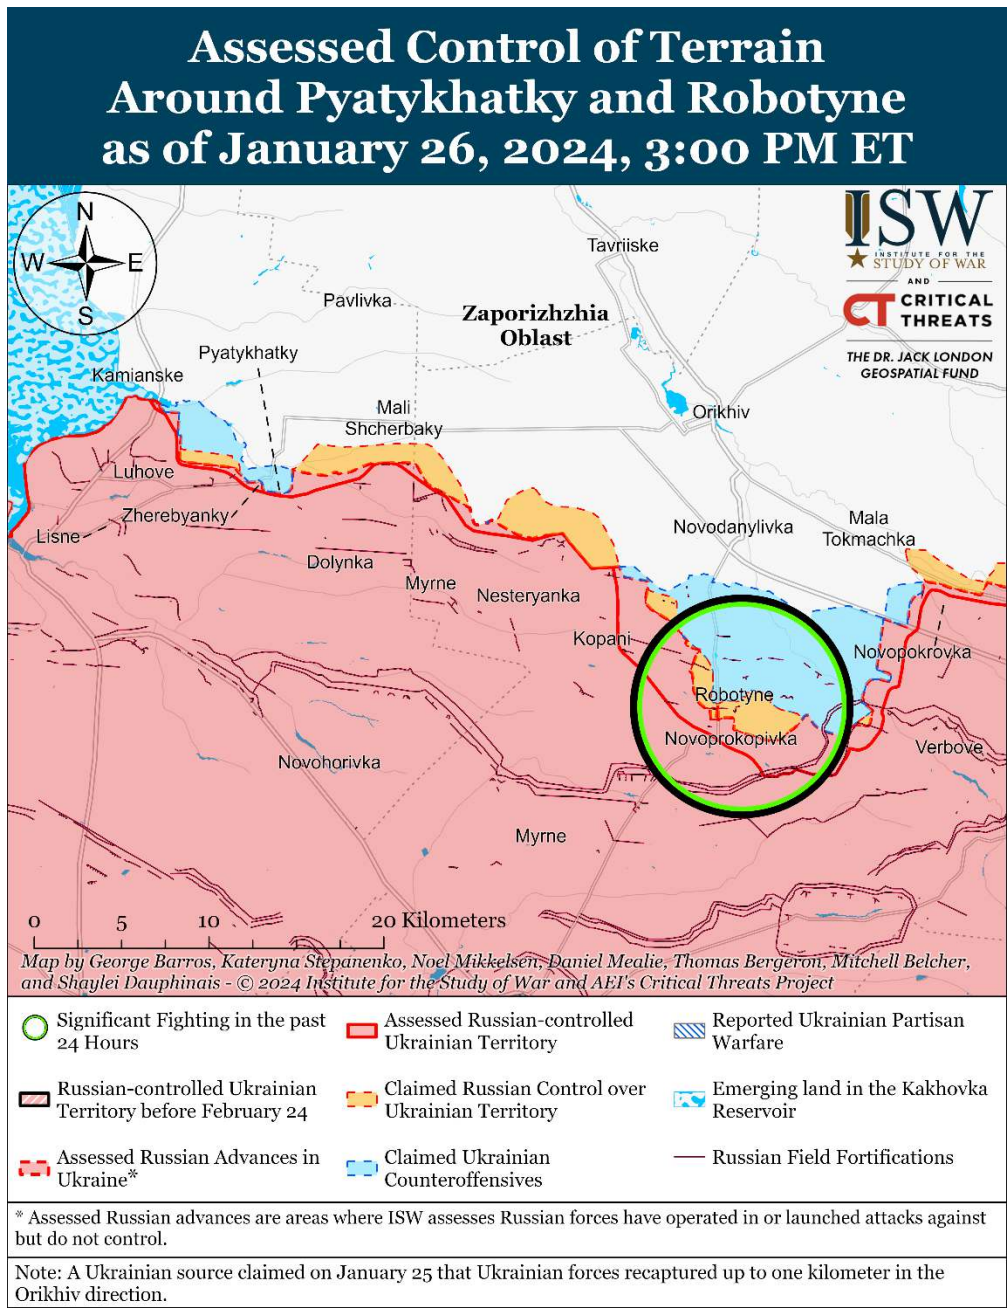 Assessed Control of Terrain
Around Pyatykhatky and Robotyne
as of January 26, 2024, 3:00 PM ET
N
W
E
S
ISW
INSTITUTE FOR THE
STUDY OF WAR
AND
CT CRITICAL
THREATS
THE DR. JACK LONDON
GEOSPATIAL FUND
Tavriiske
Pavlivka
Zaporizhzhia
Oblast
Pyatykhatky
Kamianske
Mali
Shcherbaky
Orikhiv
Luhove
Zherebyanky
Lisne
Novodanylivka
Mala
Tokmachka
Dolynka
Myrne
Nesteryanka
Kopani
Novopokrovka
Robotyne
Novoprokopivka
Verbove
Novohorivka
Myrne
0 5 10 20 Kilometers
Map by George Barros, Kateryna Stepanenko, Noel Mikkelsen, Daniel Mealie, Thomas Bergeron, Mitchell Belcher,
and Shaylei Dauphinais - © 2024 Institute for the Study of War and AEI's Critical Threats Project
Significant Fighting in the past
24 Hours
Russian-controlled Ukrainian
Territory before February 24
Assessed Russian Advances in
Ukraine*
Assessed Russian-controlled
Ukrainian Territory
Claimed Russian Control over
Ukrainian Territory
Claimed Ukrainian
Counteroffensives
Reported Ukrainian Partisan
Warfare
Emerging land in the Kakhovka
Reservoir
Russian Field Fortifications
* Assessed Russian advances are areas where ISW assesses Russian forces have operated in or launched attacks against
but do not control.
Note: A Ukrainian source claimed on January 25 that Ukrainian forces recaptured up to one kilometer in the
Orikhiv direction.